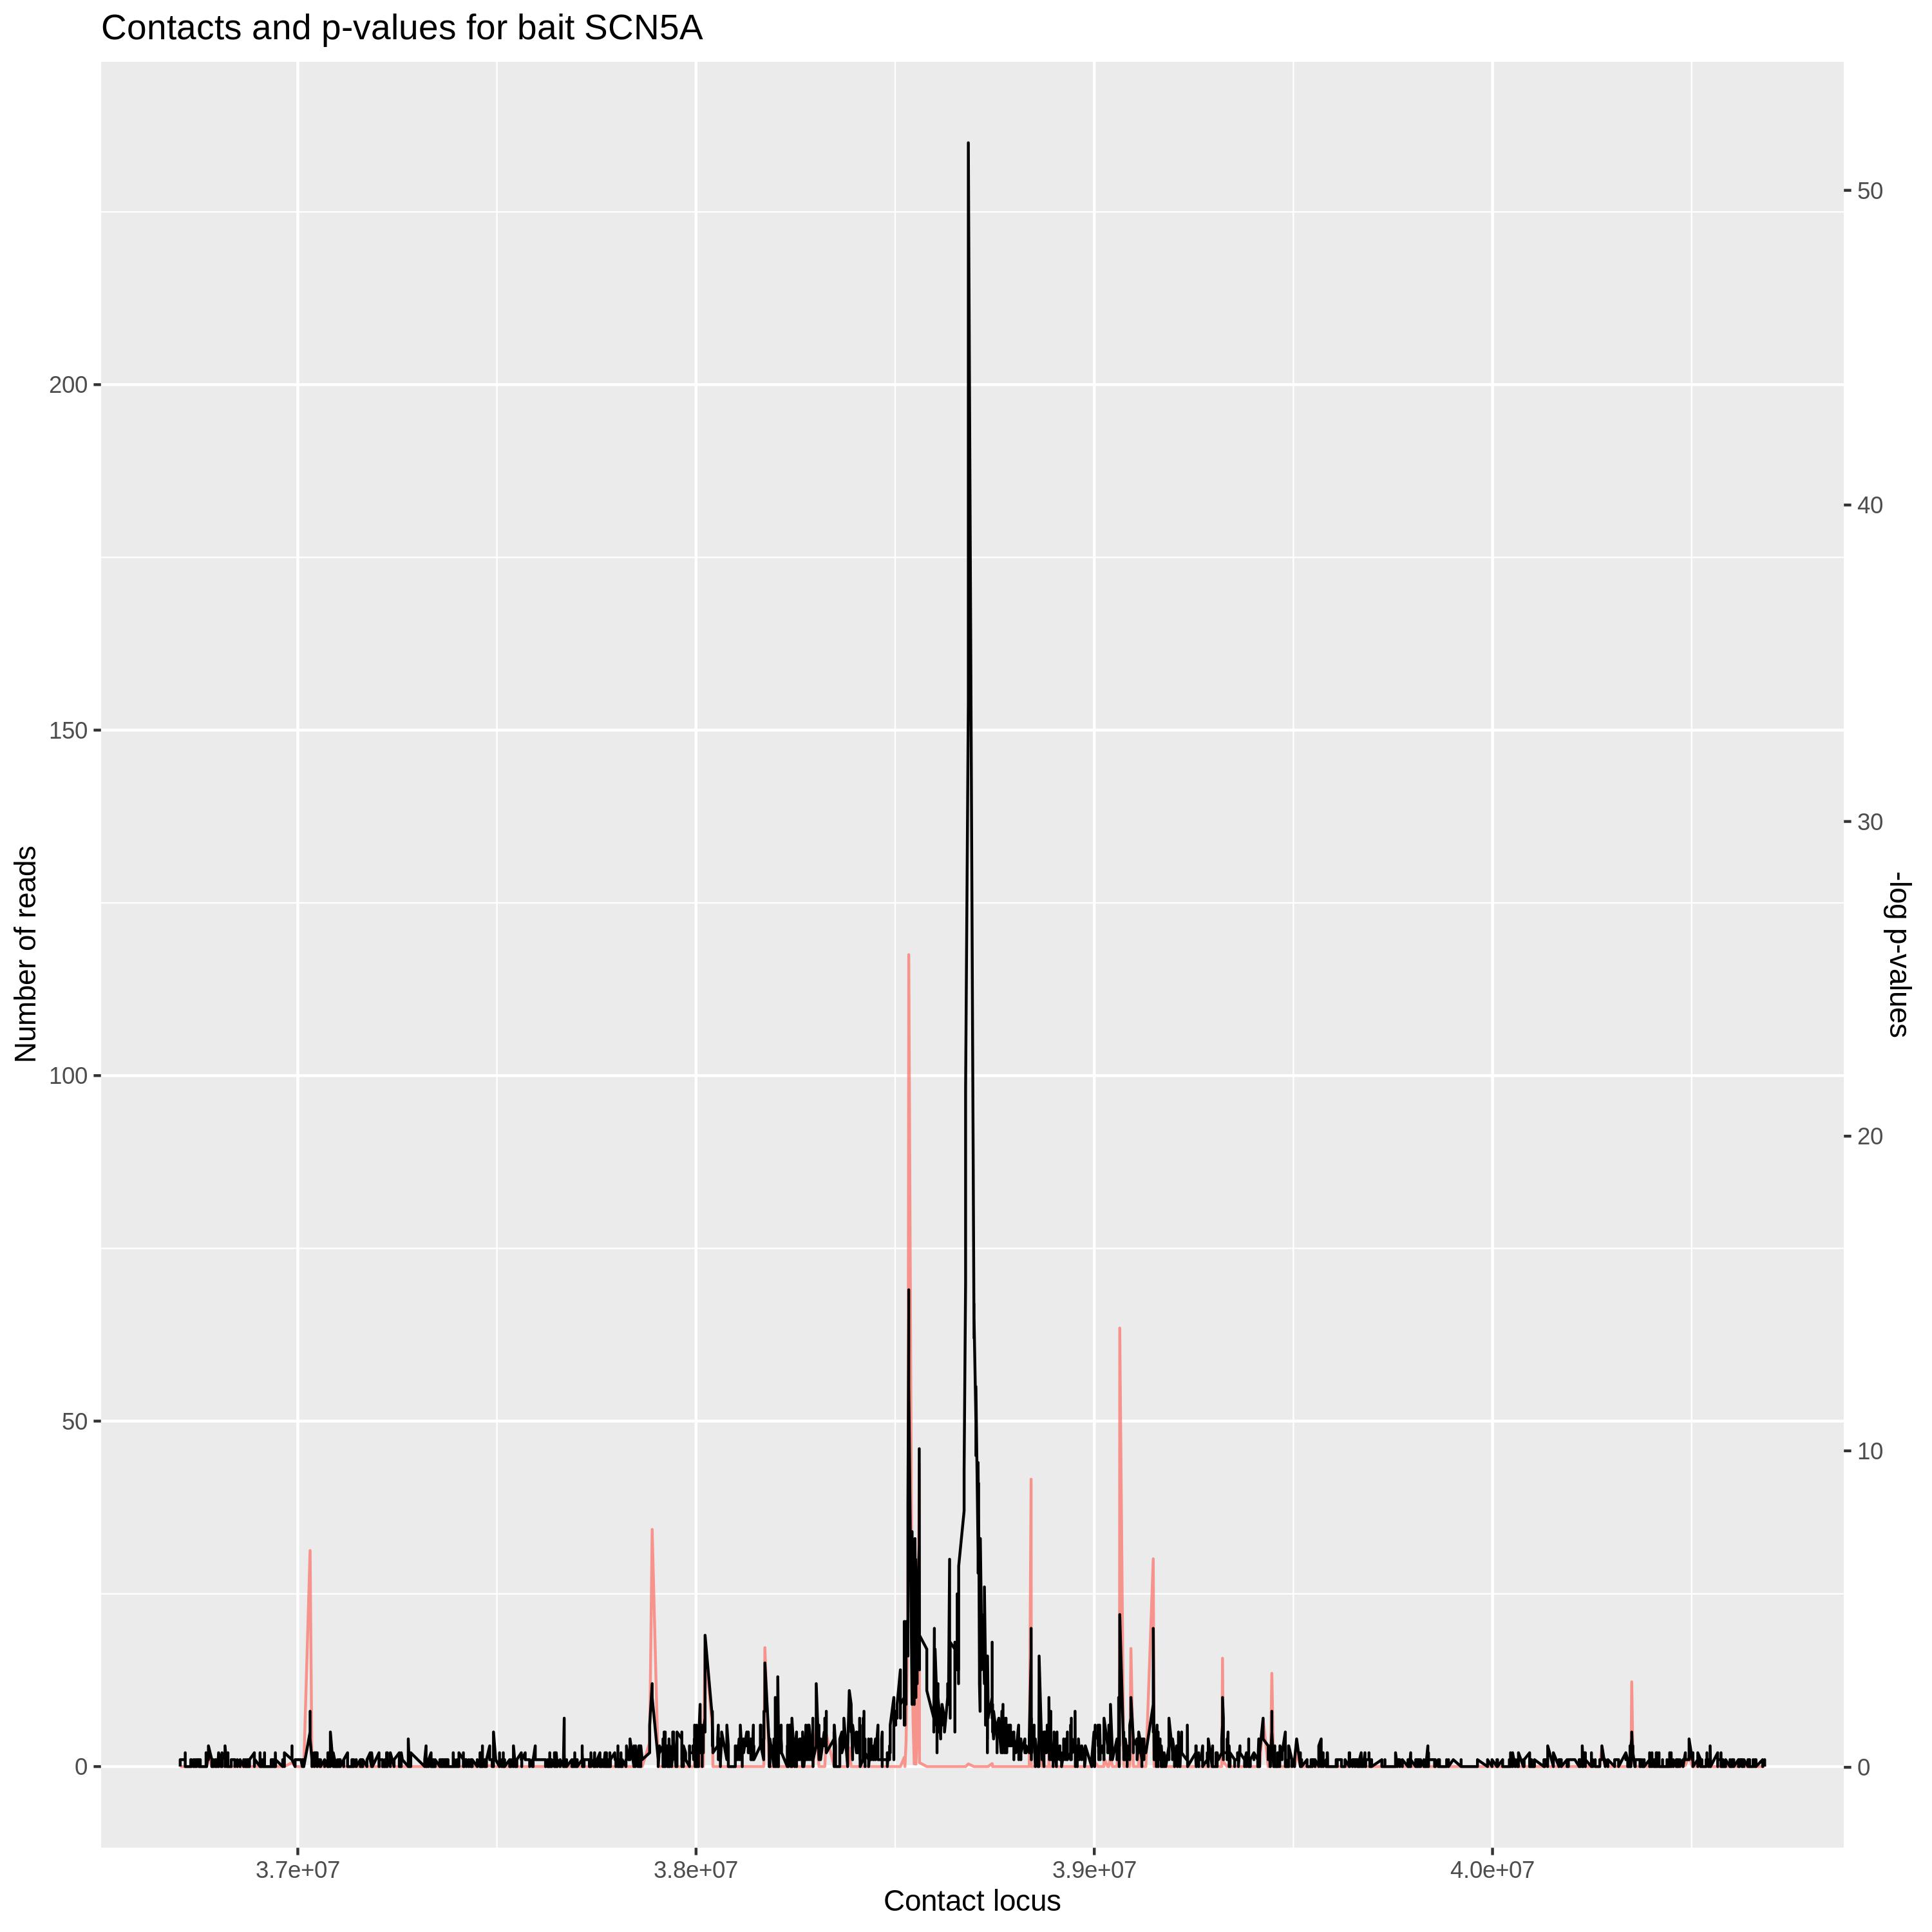 Contacts and p-values for bait SCN5A
Number of reads
200
150
100
50
0
50
40
30
20
10
0
-log p-values
3.7e+07 3.8e+07 3.9e+07 4.0e+07
Contact locus